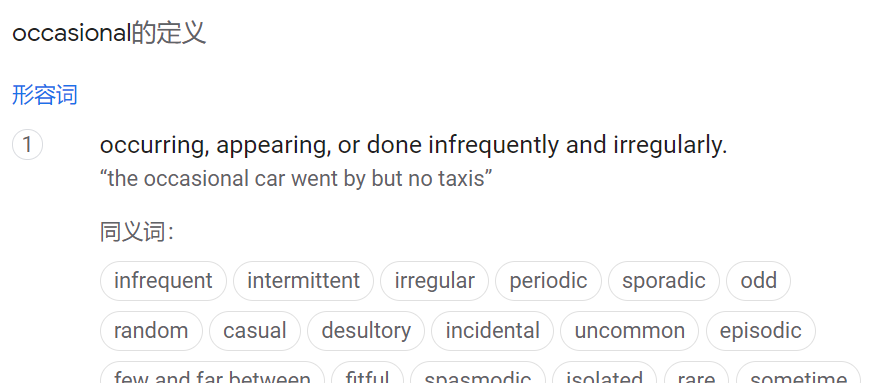 occasional的定义
形容词
1 occurring, appearing, or done infrequently and irregularly.
“the occasional car went by but no taxis”
同义词：
infrequent intermittent irregular periodic sporadic odd
random casual desultory incidental uncommon episodic
few and far between fitful spasmodic isolated rare sometime